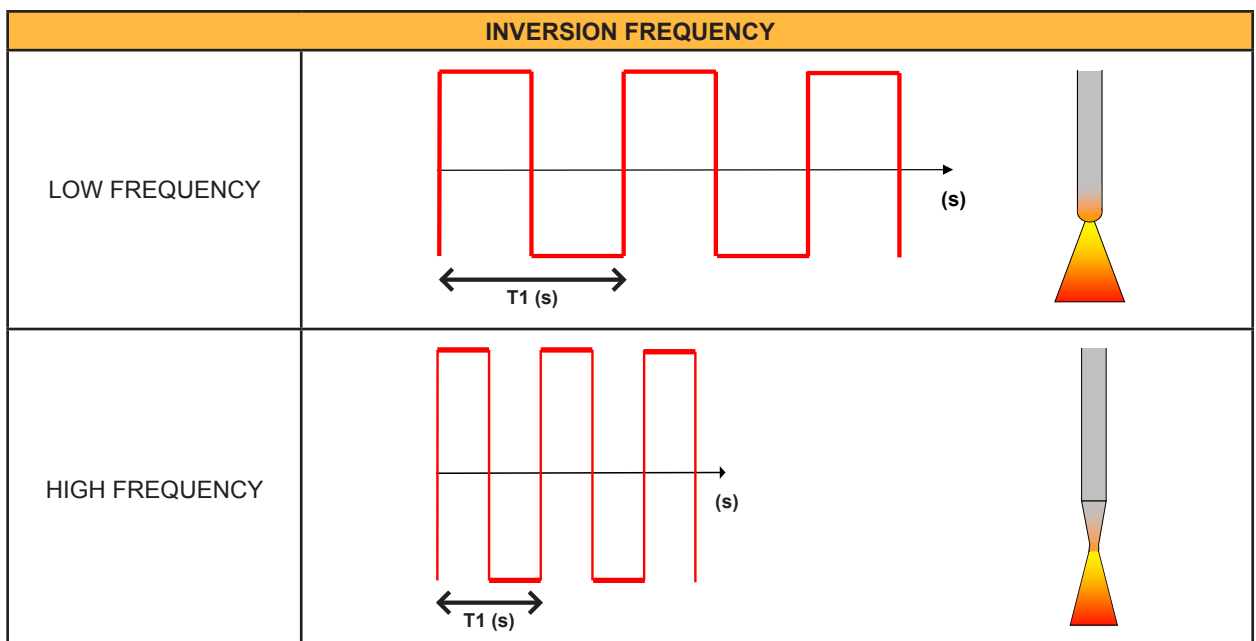 INVERSION FREQUENCY
LOW FREQUENCY
(s)
T1 (s)
HIGH FREQUENCY
(s)
T1 (s)